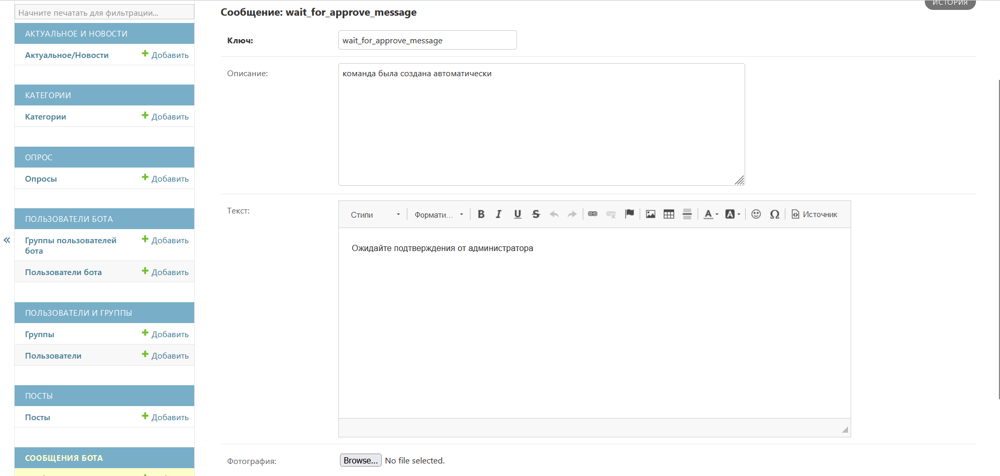 Начните печатать для фильтрации...
АКТУАЛЬНОЕ И НОВОСТИ
Актуальное/Новости Добавить
КАТЕГОРИИ
Категории Добавить
ОПРОС
Опросы Добавить
ПОЛЬЗОВАТЕЛИ БОТА
Группы пользователей бота Добавить
Пользователи бота Добавить
ПОЛЬЗОВАТЕЛИ И ГРУППЫ
Группы Добавить
Пользователи Добавить
ПОСТЫ
Посты Добавить
СООБЩЕНИЯ БОТА
«
ИСТОРИЯ
Сообщение: wait_for_approve_message
Ключ: wait_for_approve_message
Описание: команда была создана автоматически
Текст:
Стили Формати... B I U S A A Ω Источник
Ожидайте подтверждения от администратора
Фотография: Browse... No file selected.